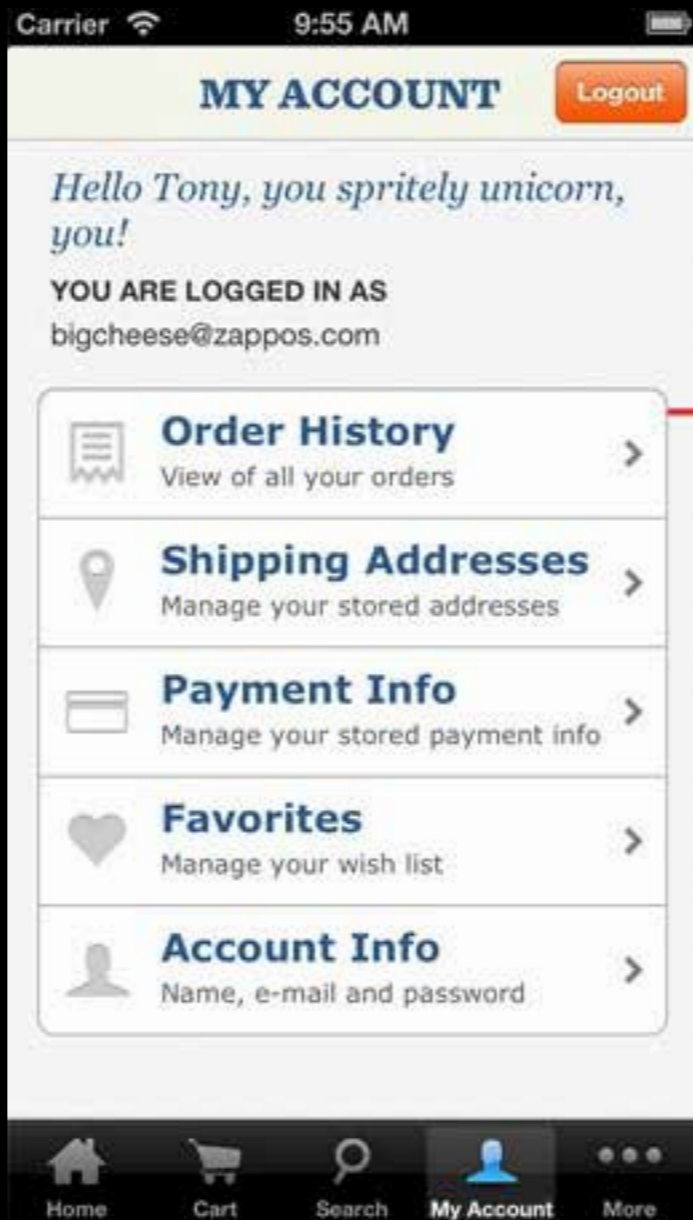 Carrier 9:55 AM
MY ACCOUNT Logout
Hello Tony, you spritely unicorn,
you!
YOU ARE LOGGED IN AS
bigcheese@zappos.com
Order History
View of all your orders
Shipping Addresses
Manage your stored addresses
Payment Info
Manage your stored payment info
Favorites
Manage your wish list
Account Info
Name, e-mail and password
Home Cart Search My Account More